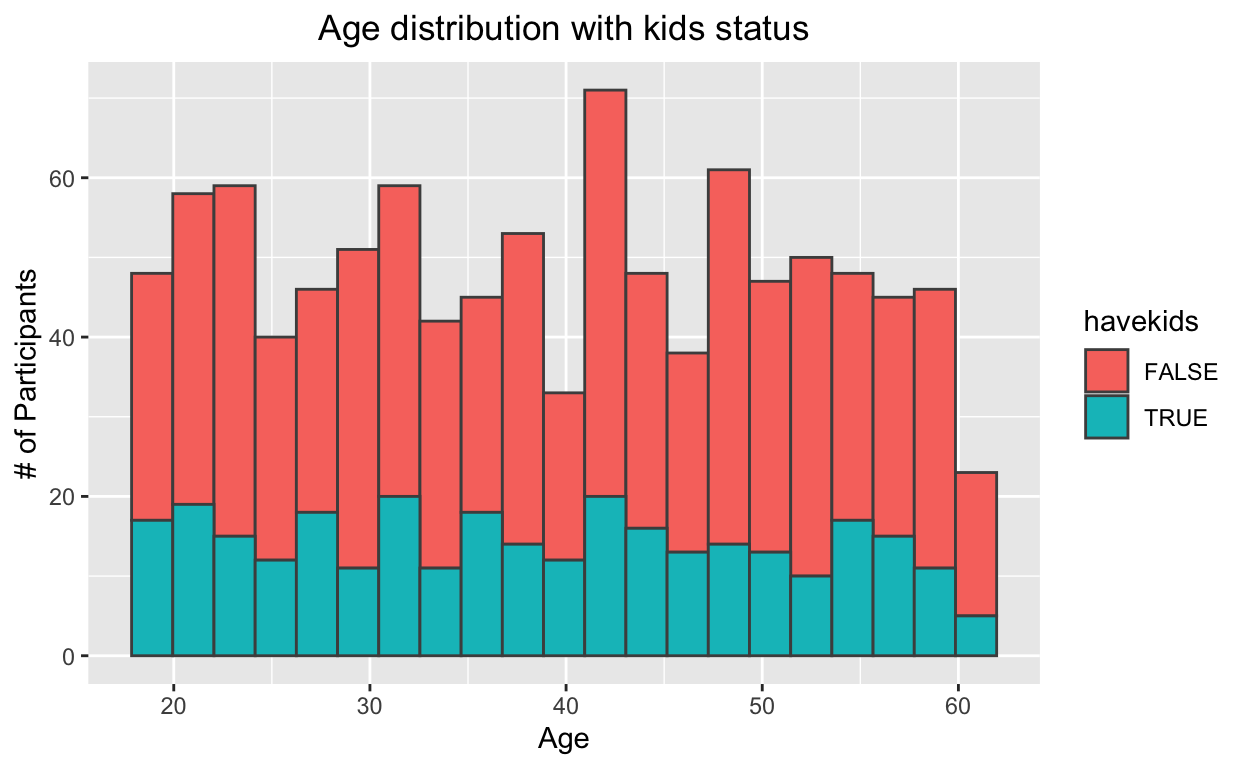 Age distribution with kids status
# of Participants
60
40
20
0
20 30 40 50 60
Age
havekids
FALSE
TRUE